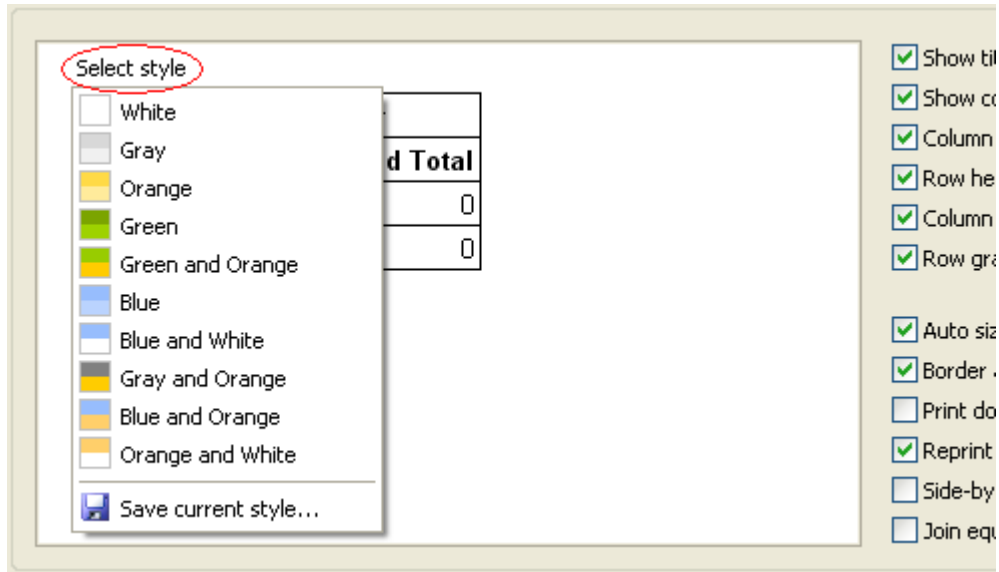 Select style
White
Gray
Orange
Green
Green and Orange
Blue
Blue and White
Gray and Orange
Blue and Orange
Orange and White
Save current style...
d Total
0
0
Show tit
Show co
Column
Row he
Column
Row gra
Auto siz
Border
Print do
Reprint
Side-by
Join equ